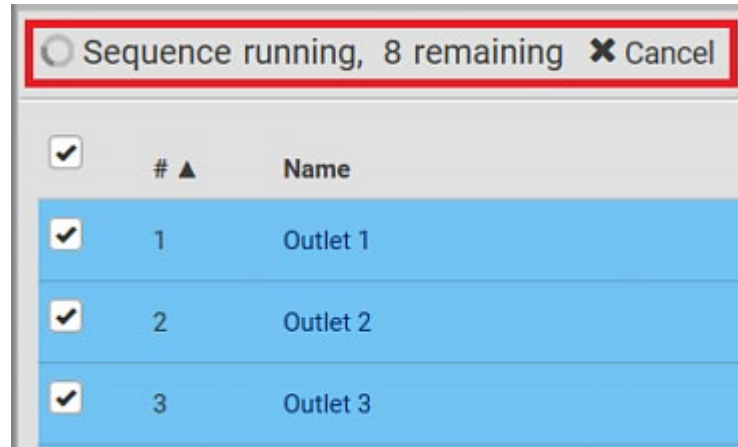 Sequence running, 8 remaining ✖ Cancel
# ▲ Name
1 Outlet 1
2 Outlet 2
3 Outlet 3